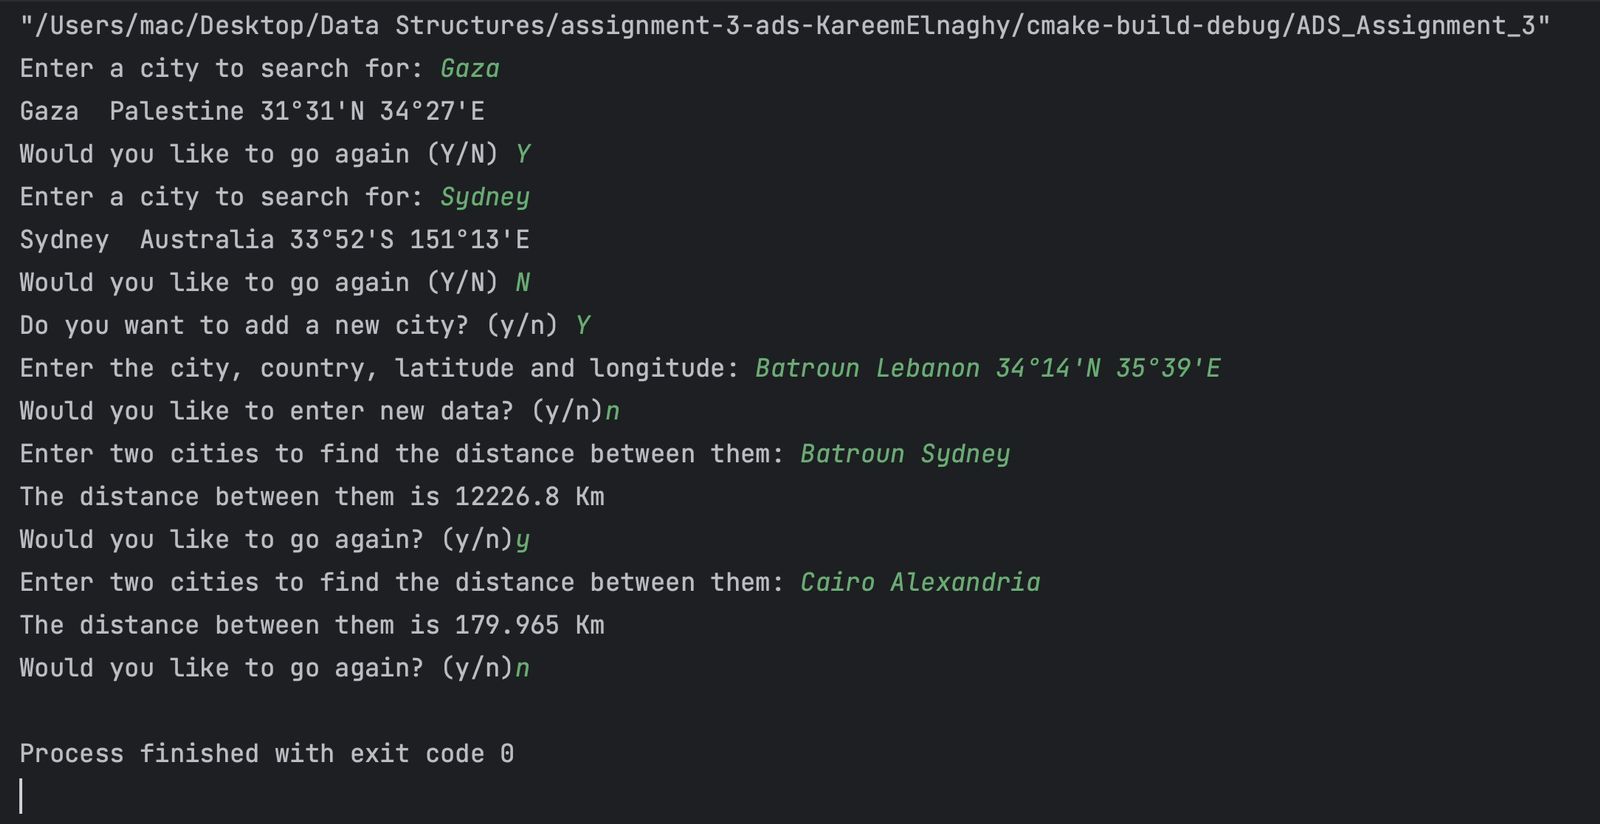 "/Users/mac/Desktop/Data Structures/assignment-3-ads-KareemElnaghy/cmake-build-debug/ADS_Assignment_3"
Enter a city to search for: Gaza
Gaza  Palestine 31°31'N 34°27'E
Would you like to go again (Y/N) Y
Enter a city to search for: Sydney
Sydney  Australia 33°52'S 151°13'E
Would you like to go again (Y/N) N
Do you want to add a new city? (y/n) Y
Enter the city, country, latitude and longitude: Batroun Lebanon 34°14'N 35°39'E
Would you like to enter new data? (y/n)n
Enter two cities to find the distance between them: Batroun Sydney
The distance between them is 12226.8 Km
Would you like to go again? (y/n)y
Enter two cities to find the distance between them: Cairo Alexandria
The distance between them is 179.965 Km
Would you like to go again? (y/n)n
Process finished with exit code 0